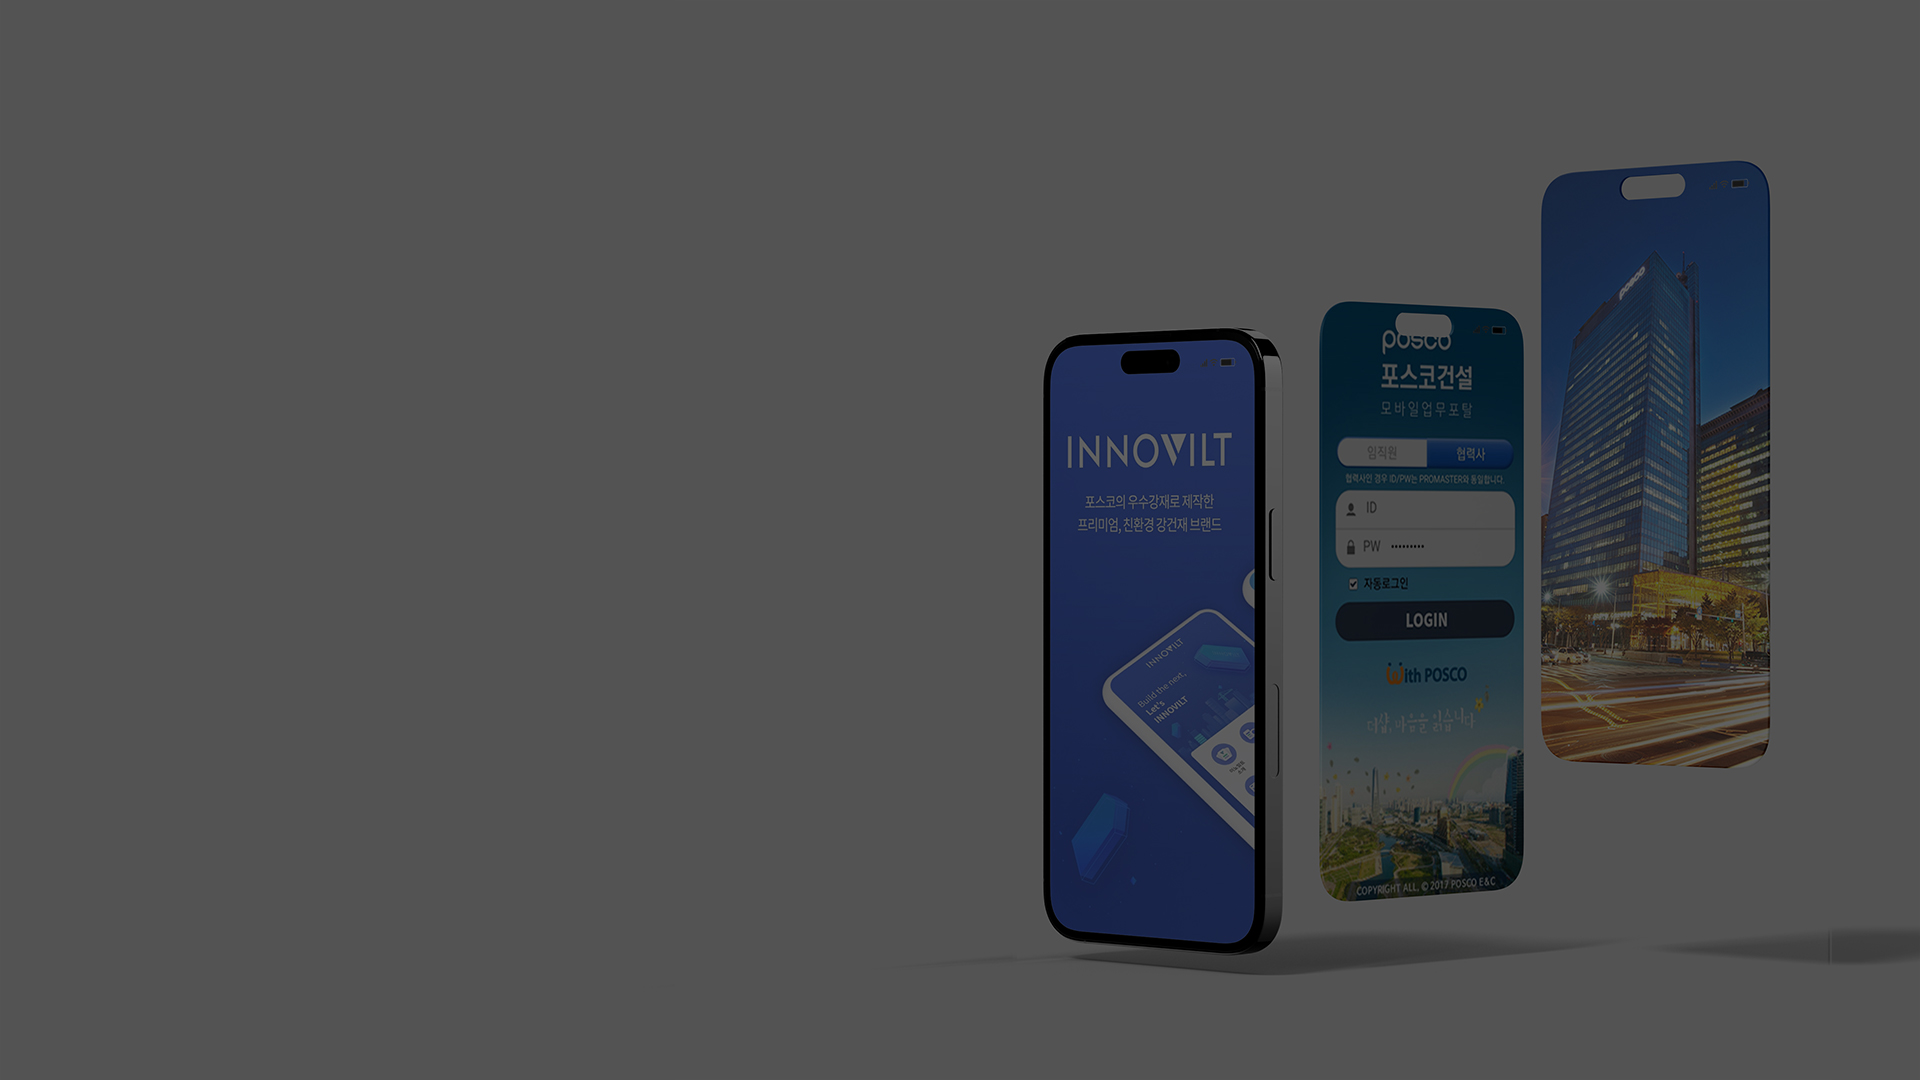 INNOVILT
포스코의 우수강재로 제작한
프리미엄, 친환경 강건재 브랜드
INNOVILT
Build the next,
Let's
INNOVILT
posco
포스코건설
모바일업무포탈
임직원
협력사
협력사인 경우 ID/PW는 PROMASTER와 동일합니다.
ID
PW •••••••••
자동로그인
LOGIN
With POSCO
더샵, 마음을 읽습니다
COPYRIGHT ALL. © 2017 POSCO E&C
posco